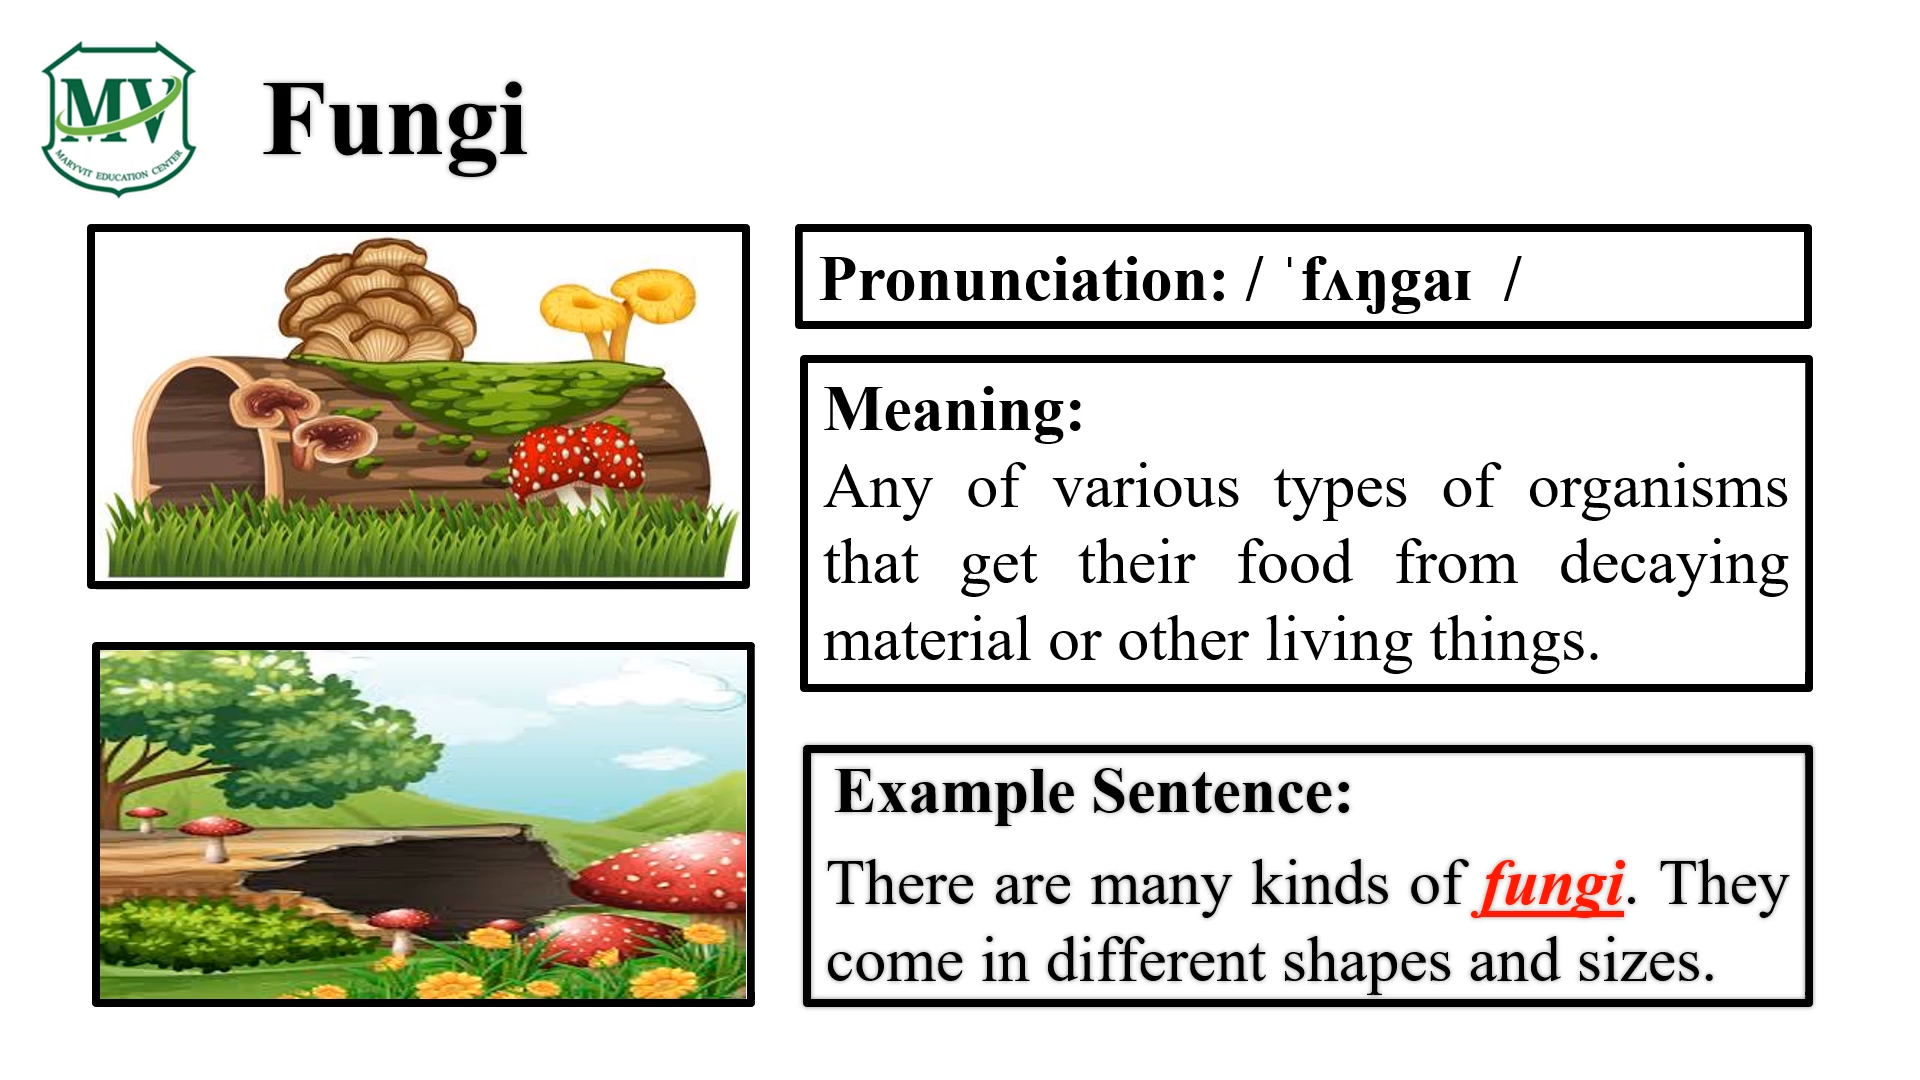 MV
MARYVIT EDUCATION CENTER
Fungi
Pronunciation: / ˈfʌŋgaɪ /
Meaning:
Any of various types of organisms
that get their food from decaying
material or other living things.
Example Sentence:
There are many kinds of fungi. They
come in different shapes and sizes.